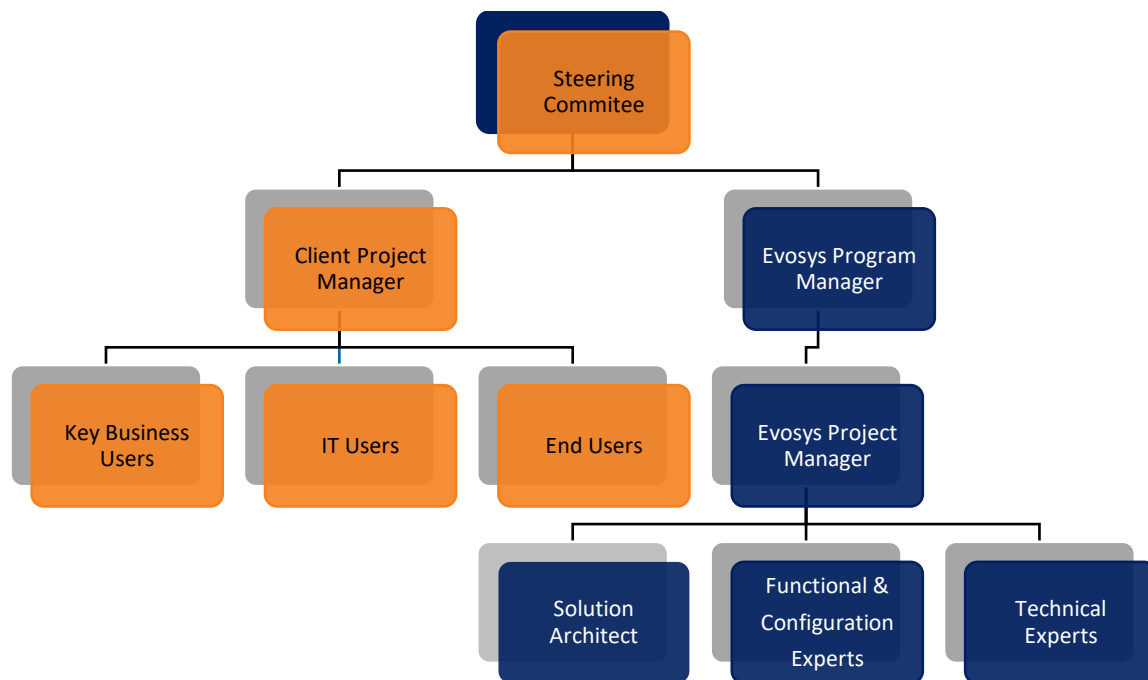 Steering
Commitee
Client Project
Manager
Evosys Program
Manager
Key Business
Users
IT Users
End Users
Evosys Project
Manager
Solution
Architect
Functional &
Configuration
Experts
Technical
Experts